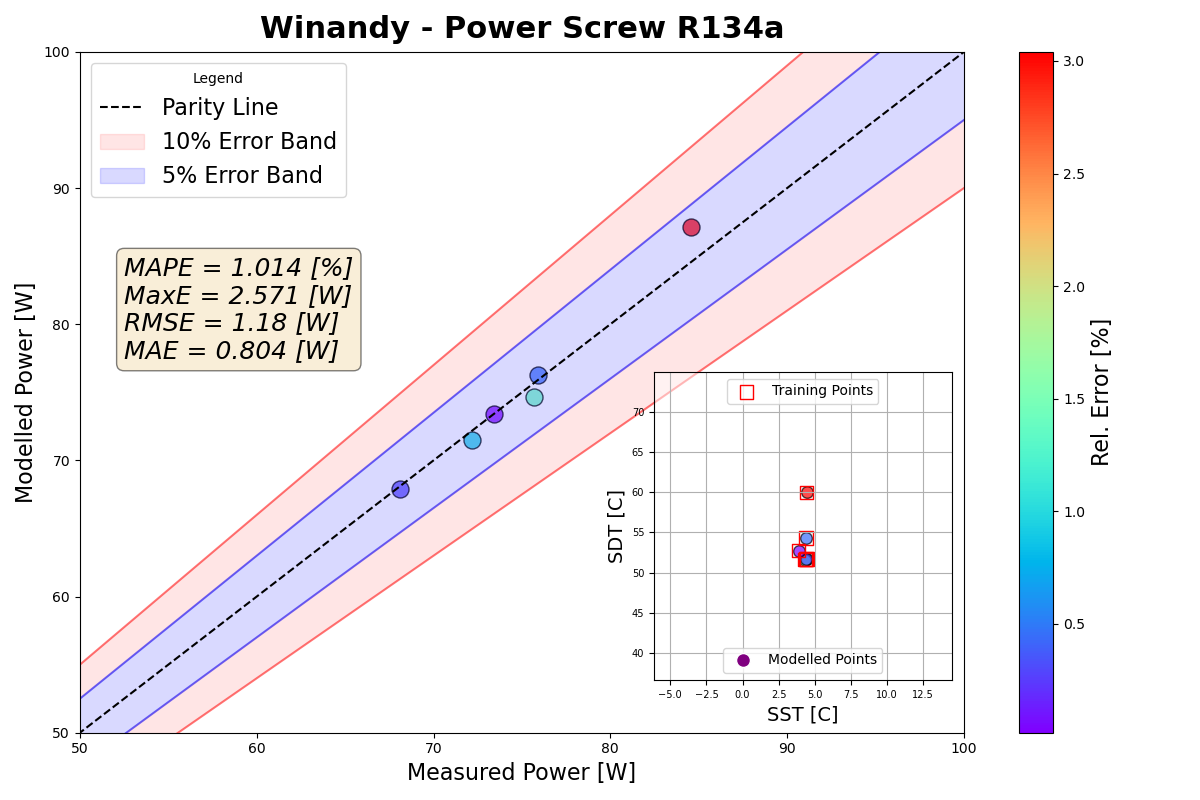 Winandy - Power Screw R134a
Legend
Parity Line
10% Error Band
5% Error Band
MAPE = 1.014 [%]
MaxE = 2.571 [W]
RMSE = 1.18 [W]
MAE = 0.804 [W]
Modelled Power [W]
100
90
80
70
60
50
50
60
70
80
90
100
Measured Power [W]
Training Points
Modelled Points
SDT [C]
70
65
60
55
50
45
40
−5.0
−2.5
0.0
2.5
5.0
7.5
10.0
12.5
SST [C]
3.0
2.5
2.0
1.5
1.0
0.5
Rel. Error [%]